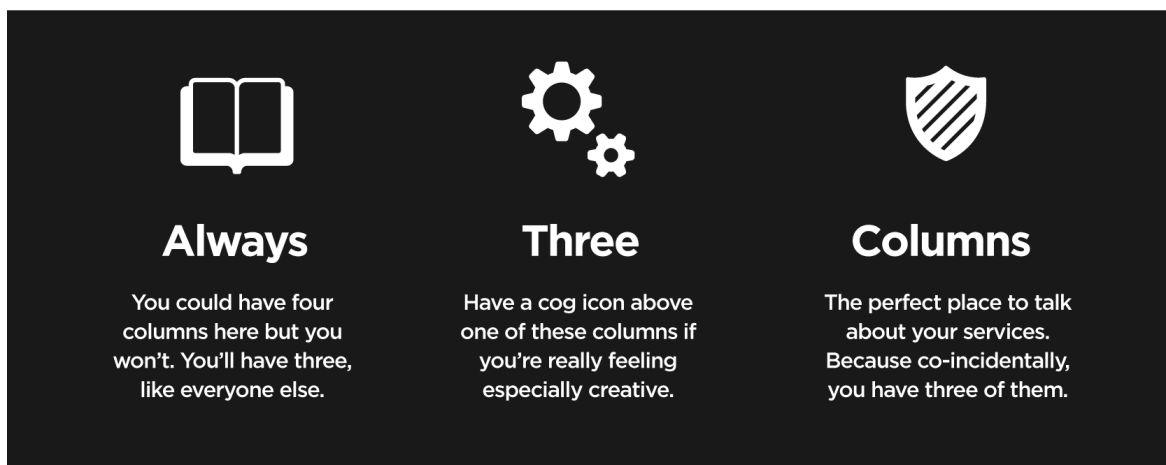 Always
You could have four
columns here but you
won’t. You’ll have three,
like everyone else.
Three
Have a cog icon above
one of these columns if
you’re really feeling
especially creative.
Columns
The perfect place to talk
about your services.
Because co-incidentally,
you have three of them.